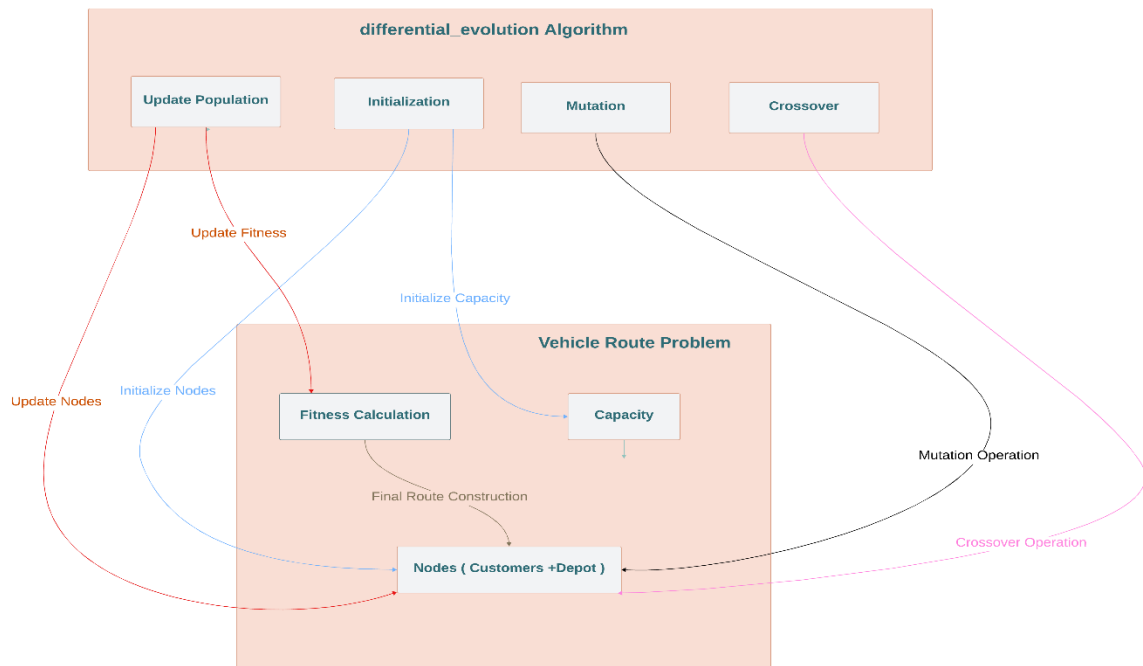 differential_evolution Algorithm
Update Population
Initialization
Mutation
Crossover
Update Fitness
Initialize Capacity
Vehicle Route Problem
Initialize Nodes
Update Nodes
Fitness Calculation
Capacity
Mutation Operation
Final Route Construction
Crossover Operation
Nodes ( Customers +Depot )